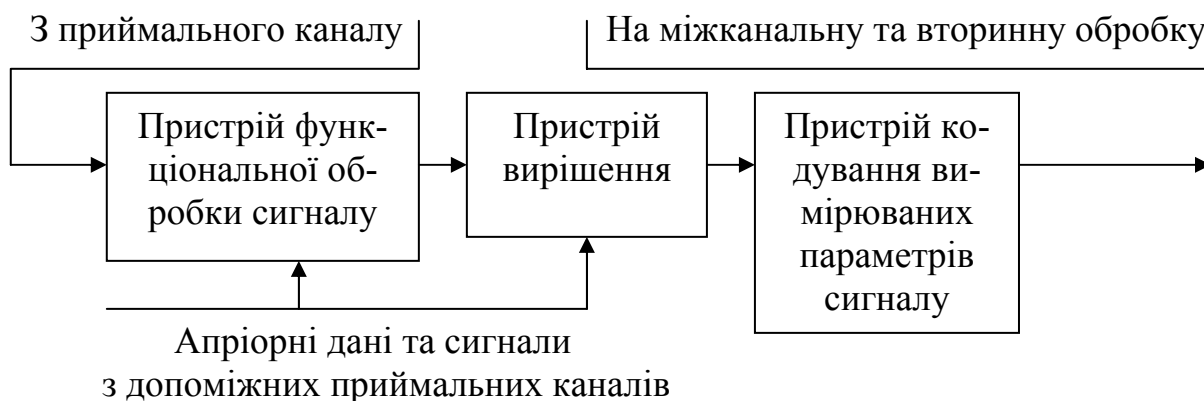 З приймального каналу
На міжканальну та вторинну обробку
Пристрій функ-
ціональної об-
робки сигналу
Пристрій
вирішення
Пристрій ко-
дування ви-
мірюваних
параметрів
сигналу
Апріорні дані та сигнали
з допоміжних приймальних каналів